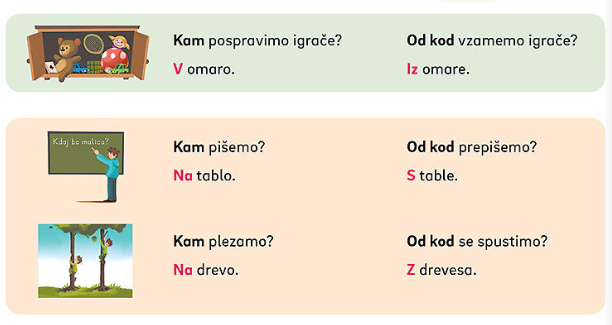 Kam pospravimo igrače?
Od kod vzamemo igrače?
V omaro.
Iz omare.
Kdaj bo malica?
Kam pišemo?
Od kod prepišemo?
Na tablo.
S table.
Kam plezamo?
Od kod se spustimo?
Na drevo.
Z drevesa.